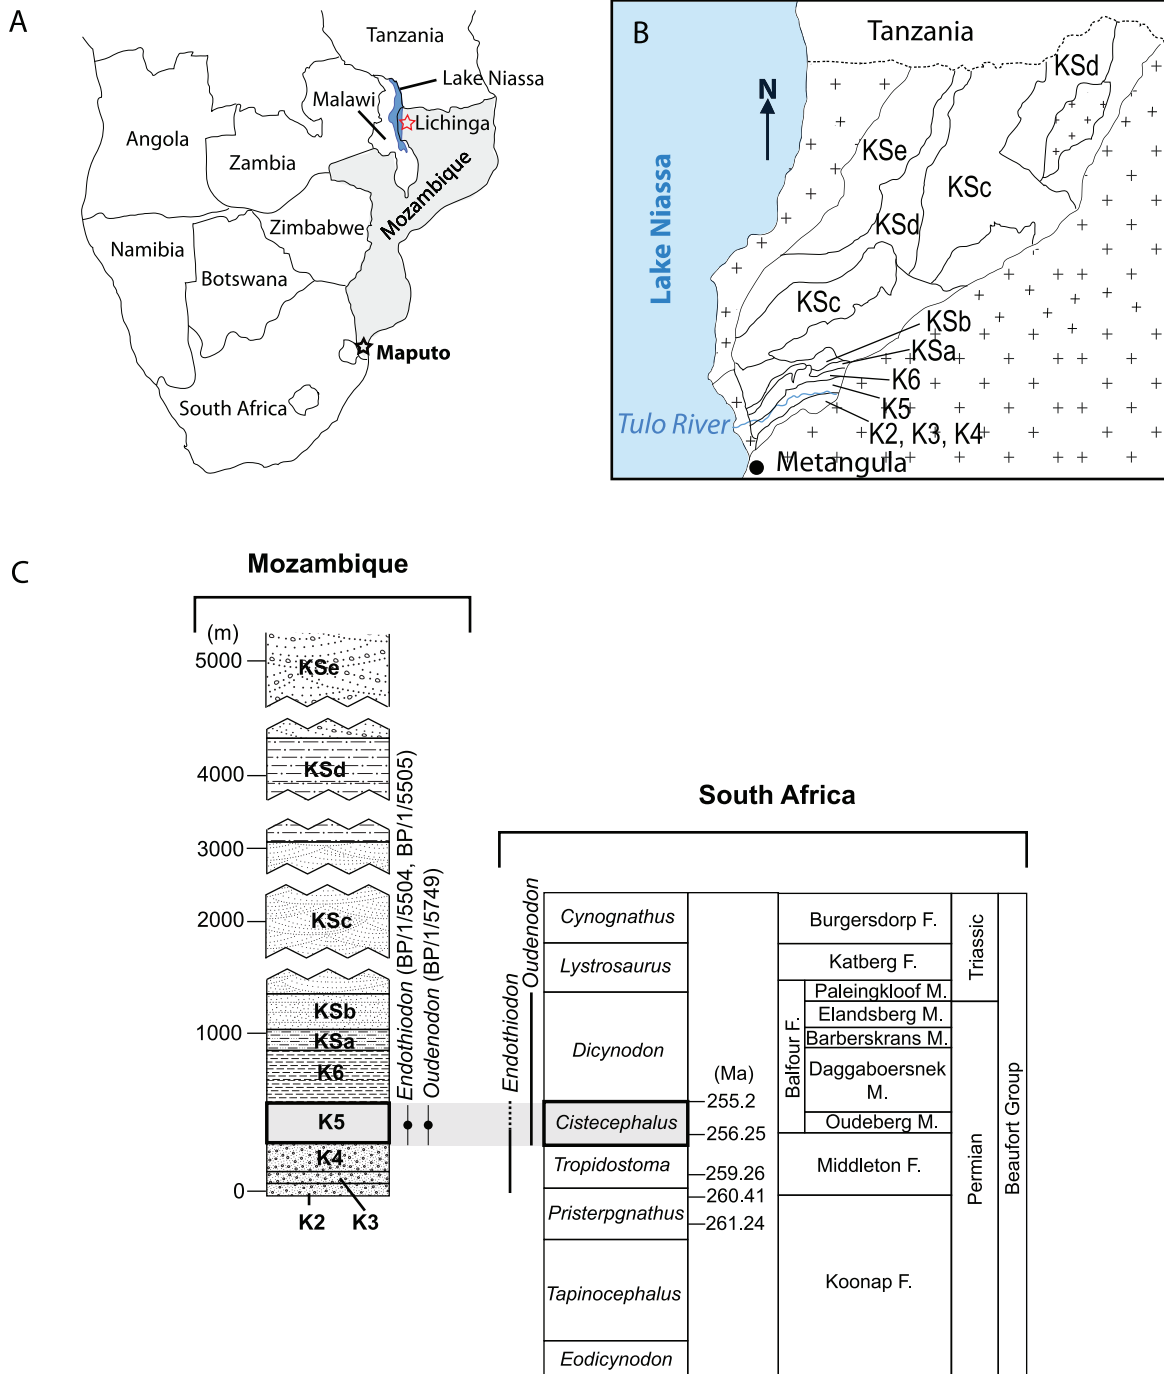 A
Tanzania
Lake Niassa
Malawi
Lichinga
Angola
Zambia
Mozambique
Zimbabwe
Namibia
Botswana
Maputo
South Africa
B
Tanzania
KSd
N
KSe
KSc
Lake Niassa
KSd
KSc
KSb
KSa
K6
K5
Tulo River
K2, K3, K4
Metangula
C
Mozambique
(m)
5000
KSe
4000
KSd
3000
2000
KSc
KSb
1000
KSa
K6
K5
K4
0
K2
K3
Endothiodon (BP/1/5504, BP/1/5505)
Oudenodon (BP/1/5749)
South Africa
Endothiodon
Oudenodon
Cynognathus
Lystrosaurus
Dicynodon
Cistecephalus
Tropidostoma
Pristerpgnathus
Tapinocephalus
Eodicynodon
(Ma)
255.2
256.25
259.26
260.41
261.24
Burgersdorp F.
Katberg F.
Balfour F.
Paleingkloof M.
Elandsberg M.
Barberskrans M.
Daggaboersnek
M.
Oudeberg M.
Middleton F.
Koonap F.
Triassic
Permian
Beaufort Group